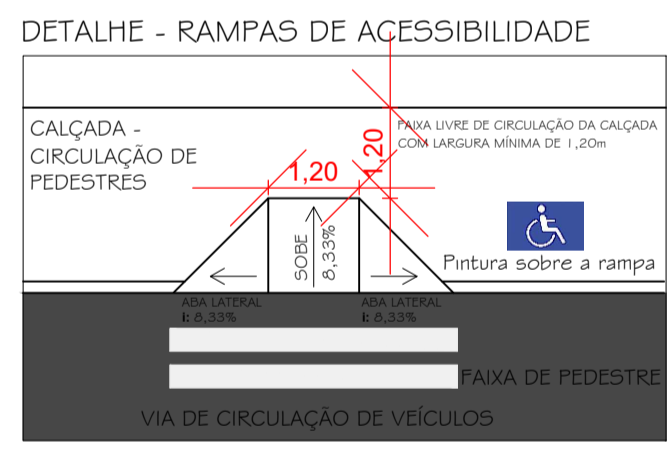 DETALHE - RAMPAS DE ACESSIBILIDADE
CALÇADA -
CIRCULAÇÃO DE
PEDESTRES
FAIXA LIVRE DE CIRCULAÇÃO DA CALÇADA
COM LARGURA MÍNIMA DE 1,20m
1,20
1,20
SOBE
8,33%
Pintura sobre a rampa
ABA LATERAL
i: 8,33%
ABA LATERAL
i: 8,33%
FAIXA DE PEDESTRE
VIA DE CIRCULAÇÃO DE VEÍCULOS